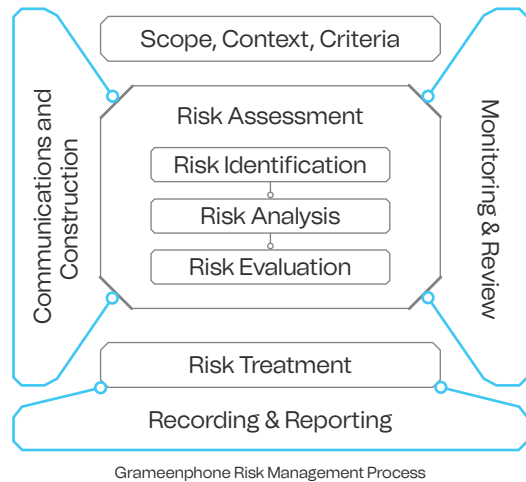 Scope, Context, Criteria
Communications and
Construction
Risk Assessment
Risk Identification
Risk Analysis
Risk Evaluation
Monitoring & Review
Risk Treatment
Recording & Reporting
Grameenphone Risk Management Process